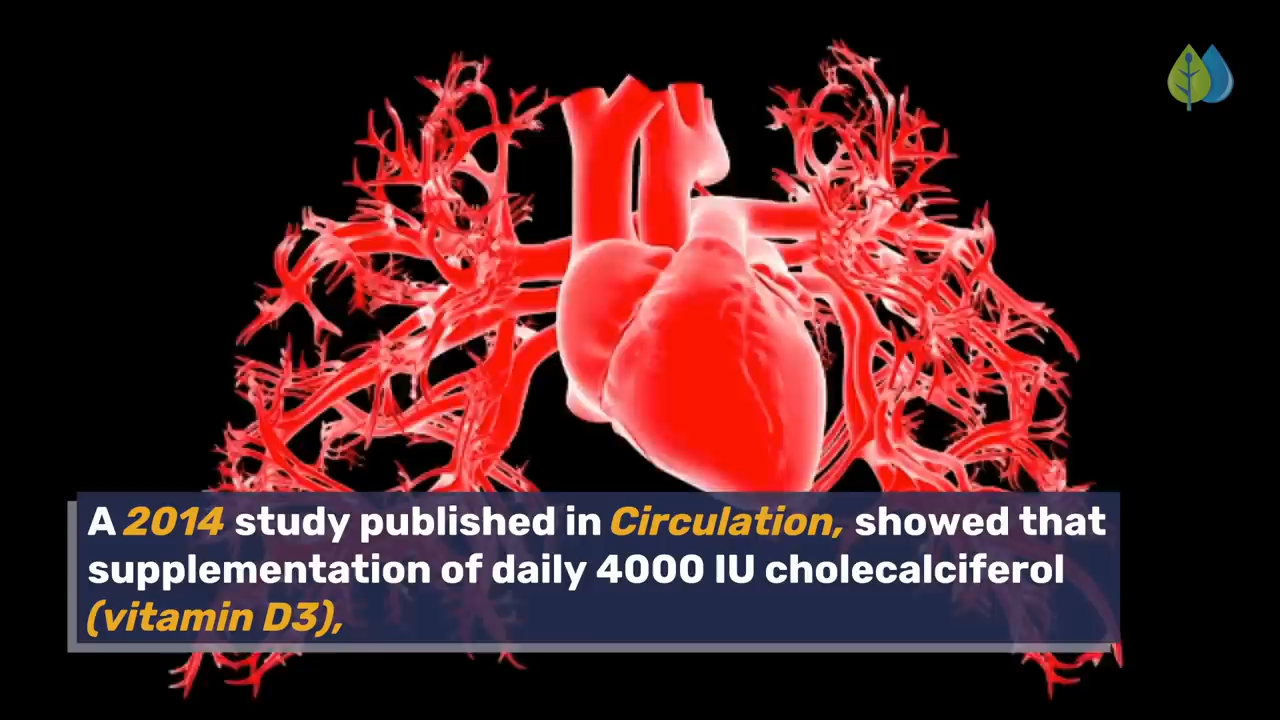 A 2014 study published in Circulation, showed that
supplementation of daily 4000 IU cholecalciferol
(vitamin D3),